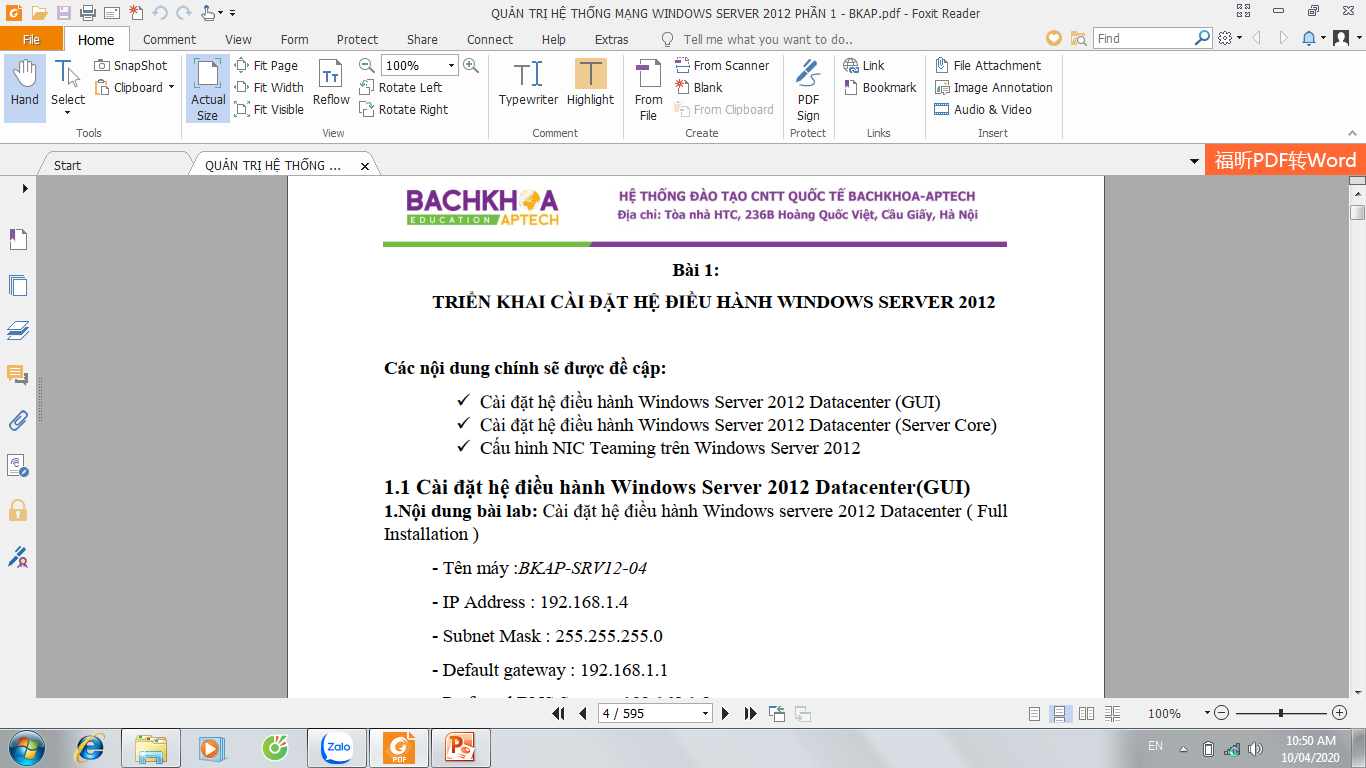 QUẢN TRỊ HỆ THỐNG MẠNG WINDOWS SERVER 2012 PHẦN 1 - BKAP.pdf - Foxit Reader
File Home Comment View Form Protect Share Connect Help Extras Tell me what you want to do.. Find
Hand
Select
SnapShot
Clipboard
Tools
Actual Size
Fit Page
Fit Width
Fit Visible
Reflow
100%
Rotate Left
Rotate Right
View
Typewriter
Highlight
Comment
From File
From Scanner
Blank
From Clipboard
Create
PDF Sign
Protect
Link
Bookmark
Links
File Attachment
Image Annotation
Audio & Video
Insert
Start
QUẢN TRỊ HỆ THỐNG ...
福昕PDF转Word
BACHKHOA
EDUCATION APTECH
HỆ THỐNG ĐÀO TẠO CNTT QUỐC TẾ BACHKHOA-APTECH
Địa chỉ: Tòa nhà HTC, 236B Hoàng Quốc Việt, Cầu Giấy, Hà Nội
Bài 1:
TRIỂN KHAI CÀI ĐẶT HỆ ĐIỀU HÀNH WINDOWS SERVER 2012
Các nội dung chính sẽ được đề cập:
✓ Cài đặt hệ điều hành Windows Server 2012 Datacenter (GUI)
✓ Cài đặt hệ điều hành Windows Server 2012 Datacenter (Server Core)
✓ Cấu hình NIC Teaming trên Windows Server 2012
1.1 Cài đặt hệ điều hành Windows Server 2012 Datacenter(GUI)
1.Nội dung bài lab: Cài đặt hệ điều hành Windows servere 2012 Datacenter ( Full
Installation )
- Tên máy :BKAP-SRV12-04
- IP Address : 192.168.1.4
- Subnet Mask : 255.255.255.0
- Default gateway : 192.168.1.1
4 / 595
100%
Zalo
PDF
EN
10:50 AM
10/04/2020